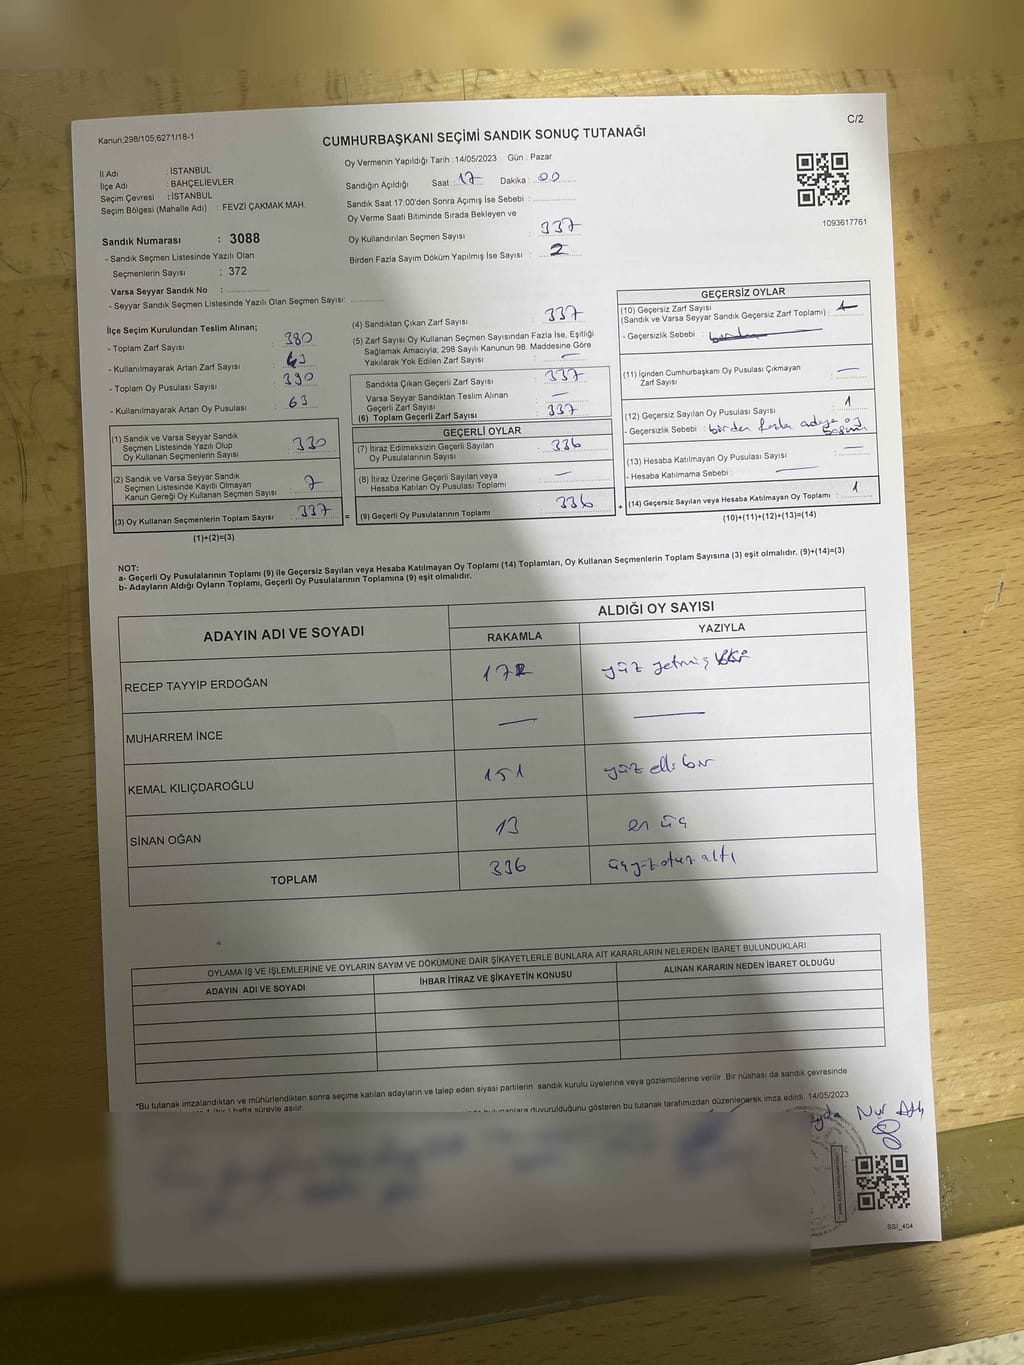 Kanun;298/105,6271/18-1
C/2
CUMHURBAŞKANI SEÇİMİ SANDIK SONUÇ TUTANAĞI
İl Adı : İSTANBUL
İlçe Adı : BAHÇELİEVLER
Seçim Çevresi : İSTANBUL
Seçim Bölgesi (Mahalle Adı) : FEVZİ ÇAKMAK MAH.
Oy Vermenin Yapıldığı Tarih :14/05/2023 Gün : Pazar
Sandığın Açıldığı Saat :17 Dakika :00
Sandık Saat 17:00'den Sonra Açımış İse Sebebi :
Oy Verme Saati Bitiminde Sırada Bekleyen ve
Oy Kullandırılan Seçmen Sayısı : 337
Birden Fazla Sayım Döküm Yapılmış İse Sayısı : 2
1093617761
Sandık Numarası : 3088
- Sandık Seçmen Listesinde Yazılı Olan
Seçmenlerin Sayısı : 372
Varsa Seyyar Sandık No :
- Seyyar Sandık Seçmen Listesinde Yazılı Olan Seçmen Sayısı:
İlçe Seçim Kurulundan Teslim Alınan;
- Toplam Zarf Sayısı : 380
- Kullanılmayarak Artan Zarf Sayısı : 43
- Toplam Oy Pusulası Sayısı : 390
- Kullanılmayarak Artan Oy Pusulası : 63
(1) Sandık ve Varsa Seyyar Sandık
Seçmen Listesinde Yazılı Olup
Oy Kullanan Seçmenlerin Sayısı : 330
(2) Sandık ve Varsa Seyyar Sandık
Seçmen Listesinde Kayıtlı Olmayan
Kanun Gereği Oy Kullanan Seçmen Sayısı : 7
(3) Oy Kullanan Seçmenlerin Toplam Sayısı : 337 =
(1)+(2)=(3)
(4) Sandıktan Çıkan Zarf Sayısı : 337
(5) Zarf Sayısı Oy Kullanan Seçmen Sayısından Fazla İse, Eşitliği
Sağlamak Amacıyla; 298 Sayılı Kanunun 98. Maddesine Göre
Yakılarak Yok Edilen Zarf Sayısı : —
Sandıkta Çıkan Geçerli Zarf Sayısı : 337
Varsa Seyyar Sandıktan Teslim Alınan
Geçerli Zarf Sayısı : —
(6) Toplam Geçerli Zarf Sayısı : 337
GEÇERLİ OYLAR
(7) İtiraz Edilmeksizin Geçerli Sayılan
Oy Pusulasının Sayısı : 336
(8) İtiraz Üzerine Geçerli Sayılan veya
Hesaba Katılan Oy Pusulası Toplamı : —
(9) Geçerli Oy Pusulalarının Toplamı : 336 +
GEÇERSİZ OYLAR
(10) Geçersiz Zarf Sayısı
(Sandık ve Varsa Seyyar Sandık Geçersiz Zarf Toplamı) :
- Geçersizlik Sebebi :
(11) İçinden Cumhurbaşkanı Oy Pusulası Çıkmayan
Zarf Sayısı : —
(12) Geçersiz Sayılan Oy Pusulası Sayısı : 1
- Geçersizlik Sebebi : birden fazla adaya oy
(13) Hesaba Katılmayan Oy Pusulası Sayısı : —
- Hesaba Katılmama Sebebi : —
(14) Geçersiz Sayılan veya Hesaba Katılmayan Oy Toplamı : 1
(10)+(11)+(12)+(13)=(14)
NOT:
a- Geçerli Oy Pusulalarının Toplamı (9) ile Geçersiz Sayılan veya Hesaba Katılmayan Oy Toplamı (14) Toplamları, Oy Kullanan Seçmenlerin Toplam Sayısına (3) eşit olmalıdır. (9)+(14)=(3)
b- Adayların Aldığı Oyların Toplamı, Geçerli Oy Pusulalarının Toplamına (9) eşit olmalıdır.
ADAYIN ADI VE SOYADI
ALDIĞI OY SAYISI
RAKAMLA YAZIYLA
RECEP TAYYİP ERDOĞAN 172 yüz yetmiş
MUHARREM İNCE — —
KEMAL KILIÇDAROĞLU 151 yüz elli bir
SİNAN OĞAN 13 on üç
TOPLAM 336 üçyüzotuz altı
OYLAMA İŞ VE İŞLEMLERİNE VE OYLARIN SAYIM VE DÖKÜMÜNE DAİR ŞİKAYETLERLE BUNLARA AİT KARARLARIN NELERDEN İBARET BULUNDUKLARI
ADAYIN ADI VE SOYADI İHBAR İTİRAZ VE ŞİKAYETİN KONUSU ALINAN KARARIN NEDEN İBARET OLDUĞU
*Bu tutanak imzalandıktan ve mühürlendikten sonra seçime katılan adayların ve talep eden siyasi partilerin sandık kurulu üyelerine veya gözlemcilerine verilir. Bir nüshası da sandık çevresinde
1 (bir) hafta süreyle asılır.
bulunanlara duyurulduğunu gösteren bu tutanak tarafımızdan düzenlenerek imza edildi. 14/05/2023
Nur
SSI_404